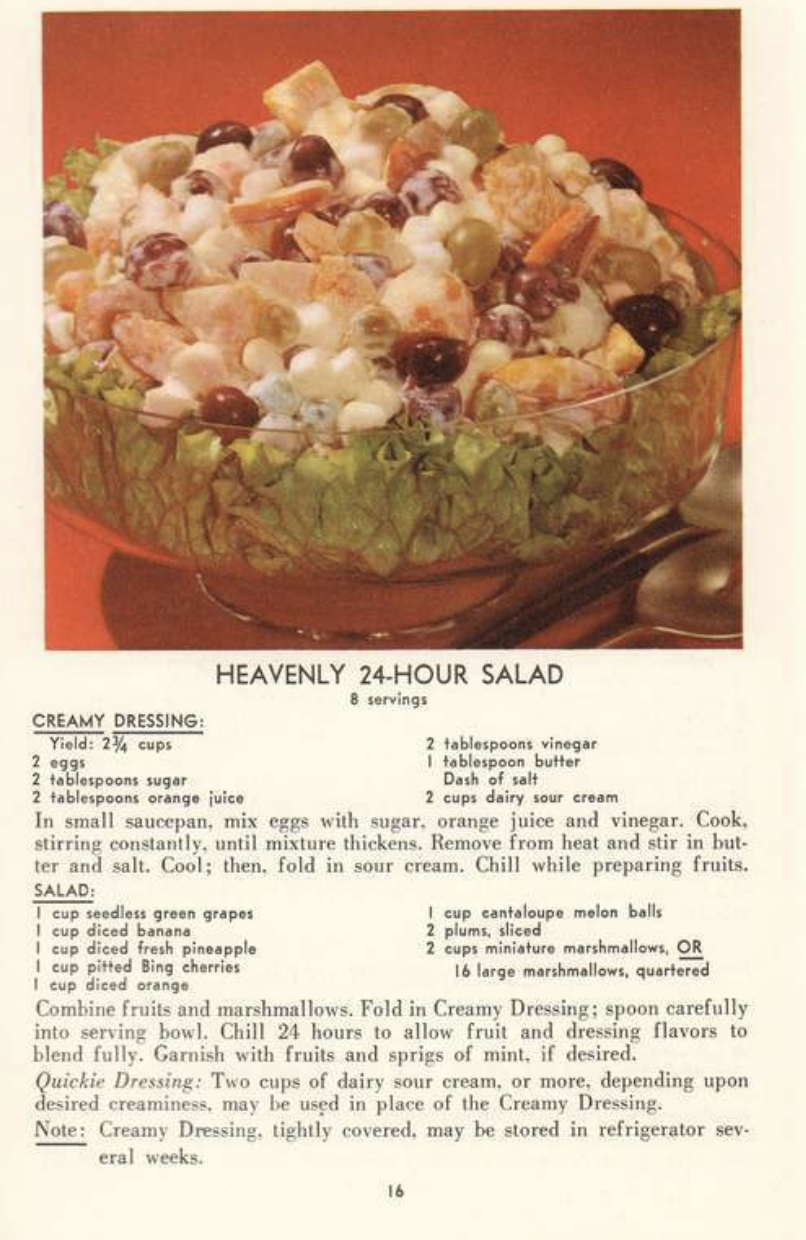 HEAVENLY 24-HOUR SALAD
8 servings
CREAMY DRESSING:
Yield: 2¾ cups
2 eggs
2 tablespoons sugar
2 tablespoons orange juice
2 tablespoons vinegar
1 tablespoon butter
Dash of salt
2 cups dairy sour cream
In small saucepan, mix eggs with sugar, orange juice and vinegar. Cook,
stirring constantly, until mixture thickens. Remove from heat and stir in but-
ter and salt. Cool; then, fold in sour cream. Chill while preparing fruits.
SALAD:
1 cup seedless green grapes
1 cup diced banana
1 cup diced fresh pineapple
1 cup pitted Bing cherries
1 cup diced orange
1 cup cantaloupe melon balls
2 plums, sliced
2 cups miniature marshmallows, OR
16 large marshmallows, quartered
Combine fruits and marshmallows. Fold in Creamy Dressing; spoon carefully
into serving bowl. Chill 24 hours to allow fruit and dressing flavors to
blend fully. Garnish with fruits and sprigs of mint, if desired.
Quickie Dressing: Two cups of dairy sour cream, or more, depending upon
desired creaminess, may be used in place of the Creamy Dressing.
Note: Creamy Dressing, tightly covered, may be stored in refrigerator sev-
eral weeks.
16